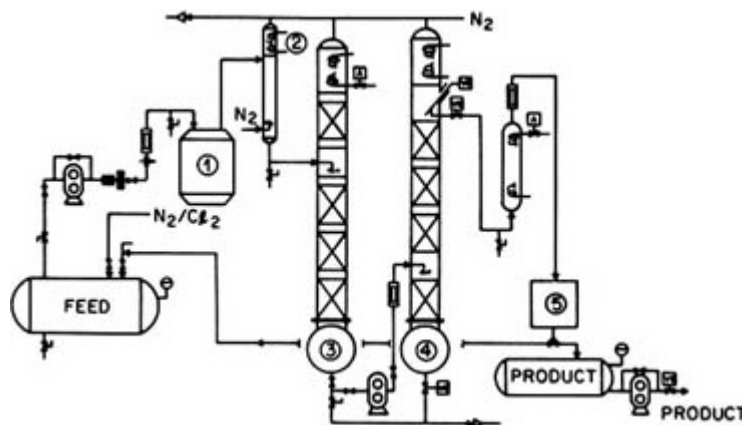 N₂
②
N₂
①
N₂/Cℓ₂
FEED
③
④
⑤
PRODUCT
PRODUCT